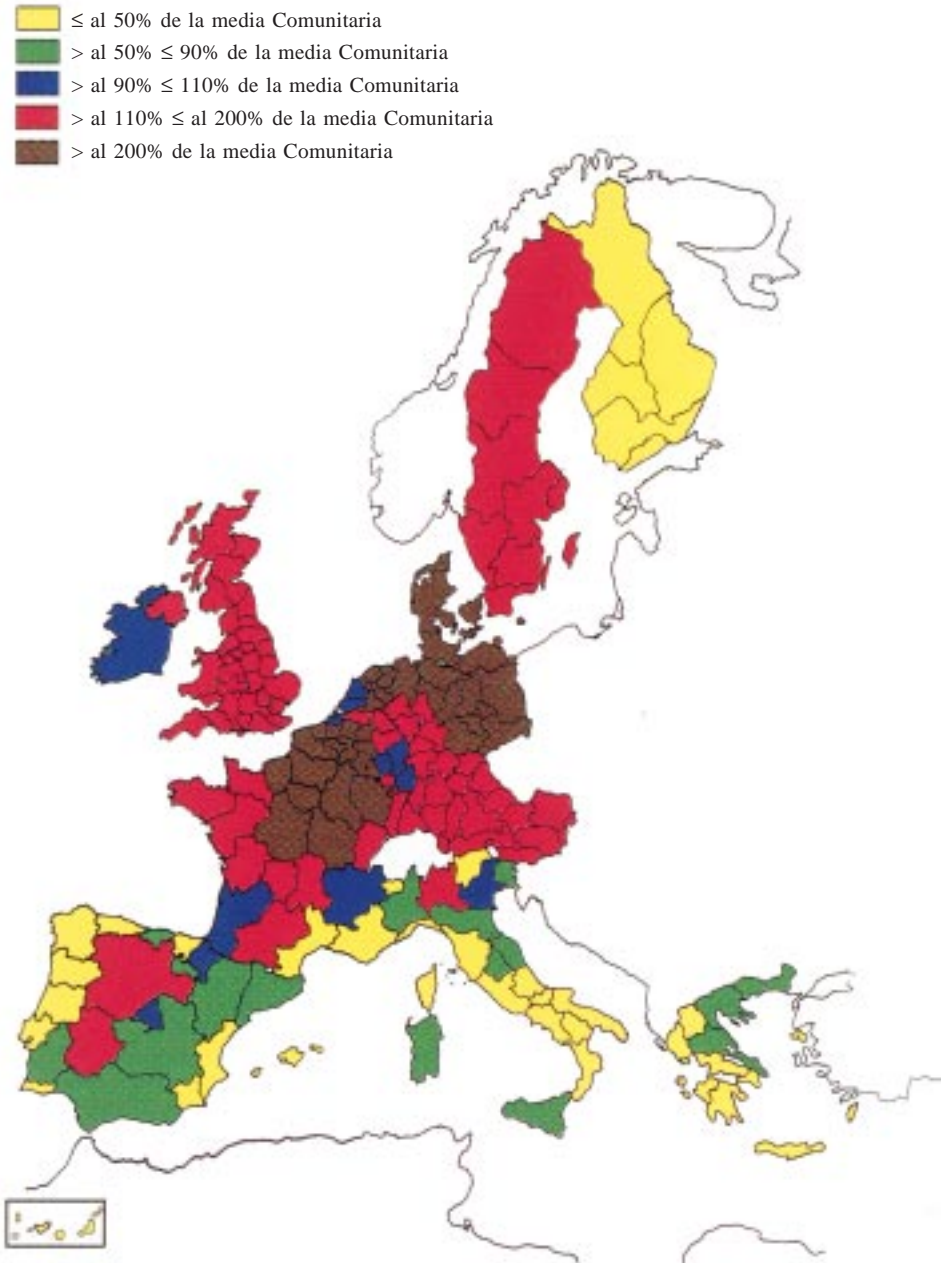 ≤ al 50% de la media Comunitaria
> al 50% ≤ 90% de la media Comunitaria
> al 90% ≤ 110% de la media Comunitaria
> al 110% ≤ al 200% de la media Comunitaria
> al 200% de la media Comunitaria